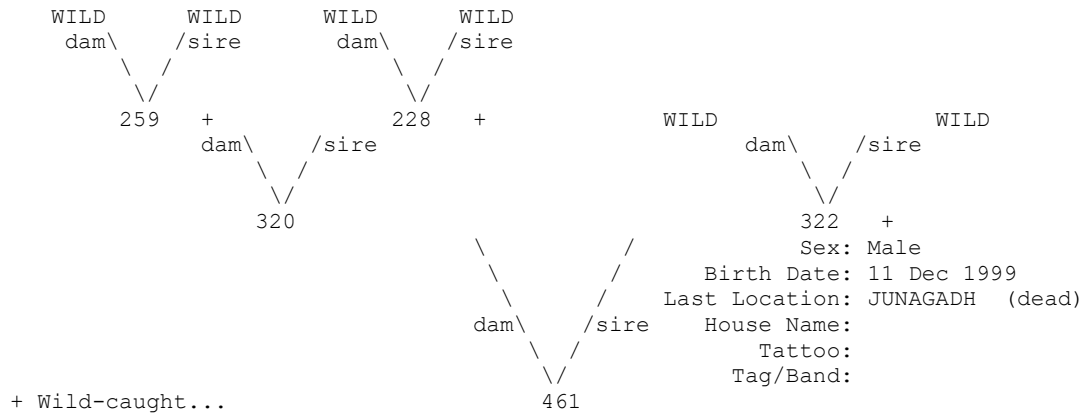 WILD WILD WILD WILD
dam\ /sire dam\ /sire
\ / \ /
\/ \/
259 + 228 + WILD WILD
dam\ /sire dam\ /sire
\ / \ /
\/ \/
320 322 +
\ / Sex: Male
\ / Birth Date: 11 Dec 1999
\ / Last Location: JUNAGADH (dead)
dam\ /sire House Name:
\ / Tattoo:
\/ Tag/Band:
+ Wild-caught... 461